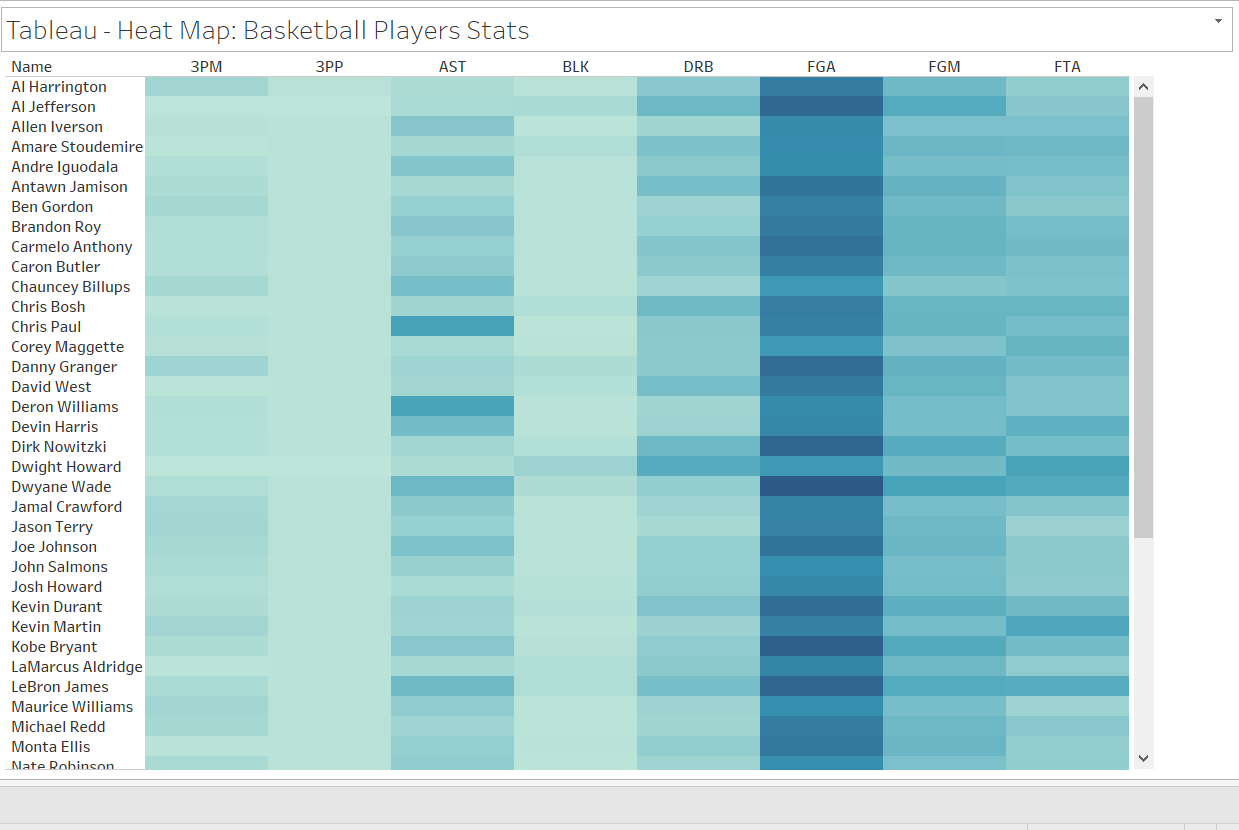 Tableau - Heat Map: Basketball Players Stats
Name 3PM 3PP AST BLK DRB FGA FGM FTA
Al Harrington
Al Jefferson
Allen Iverson
Amare Stoudemire
Andre Iguodala
Antawn Jamison
Ben Gordon
Brandon Roy
Carmelo Anthony
Caron Butler
Chauncey Billups
Chris Bosh
Chris Paul
Corey Maggette
Danny Granger
David West
Deron Williams
Devin Harris
Dirk Nowitzki
Dwight Howard
Dwyane Wade
Jamal Crawford
Jason Terry
Joe Johnson
John Salmons
Josh Howard
Kevin Durant
Kevin Martin
Kobe Bryant
LaMarcus Aldridge
LeBron James
Maurice Williams
Michael Redd
Monta Ellis
Nate Robinson